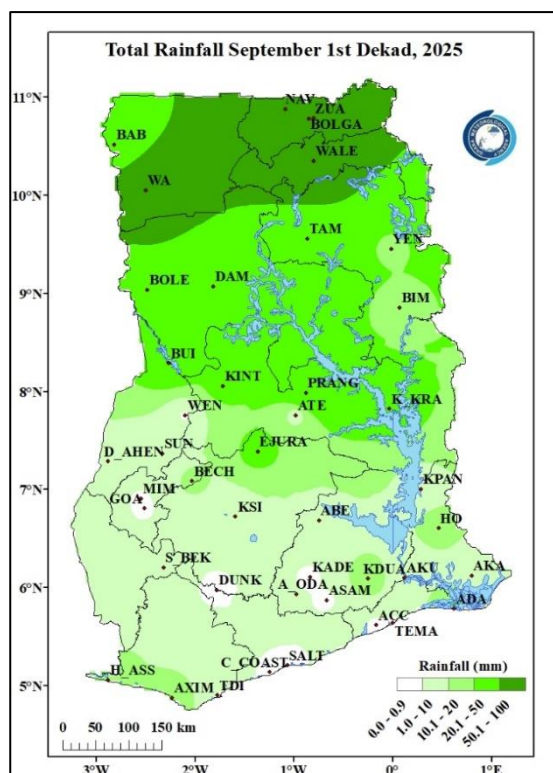 Total Rainfall September 1st Dekad, 2025
11°N
NAV
ZUA
BOLGA
BAB
WALE
10°N
WA
TAM
YEN
9°N
BOLE
DAM
BIM
BUI
8°N
KINT
PRANG
K_KRA
WEN
ATE
D_AHEN
SUN
EJURA
BECH
7°N
GOA
MIM
KPAN
KSI
ABE
HO
6°N
S_BEK
DUNK
A_ODA
KADE
KDUA
AKU
AKA
ASAM
ADA
ACC
TEMA
C_COAST
SALT
5°N
H_ASS
AXIM
TDI
Rainfall (mm)
0.0 - 0.9
1.0 - 10
10.1 - 20
20.1 - 50
50.1 - 100
0 50 100 150 km
3°W 2°W 1°W 0° 1°E